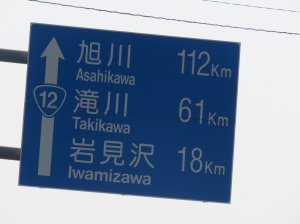 旭川 112Km
Asahikawa
12
滝川 61Km
Takikawa
岩見沢 18Km
Iwamizawa